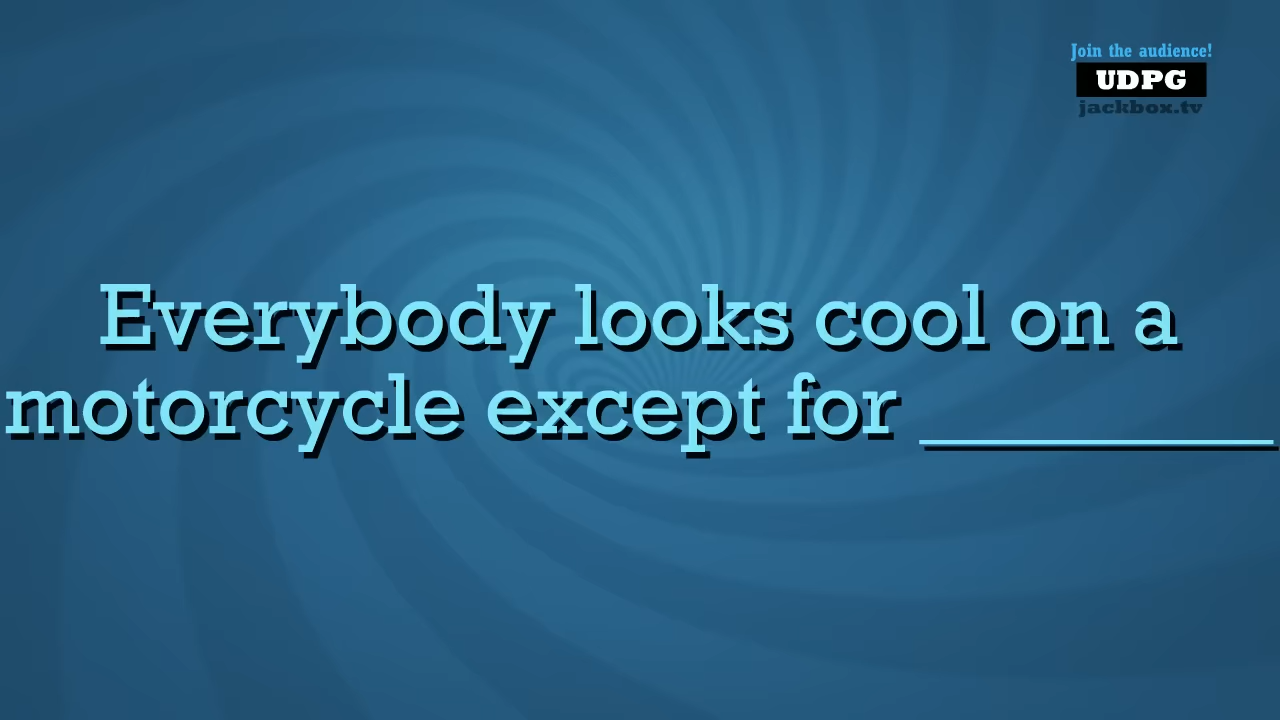 Join the audience!
UDPG
jackbox.tv
Everybody looks cool on a
motorcycle except for ________